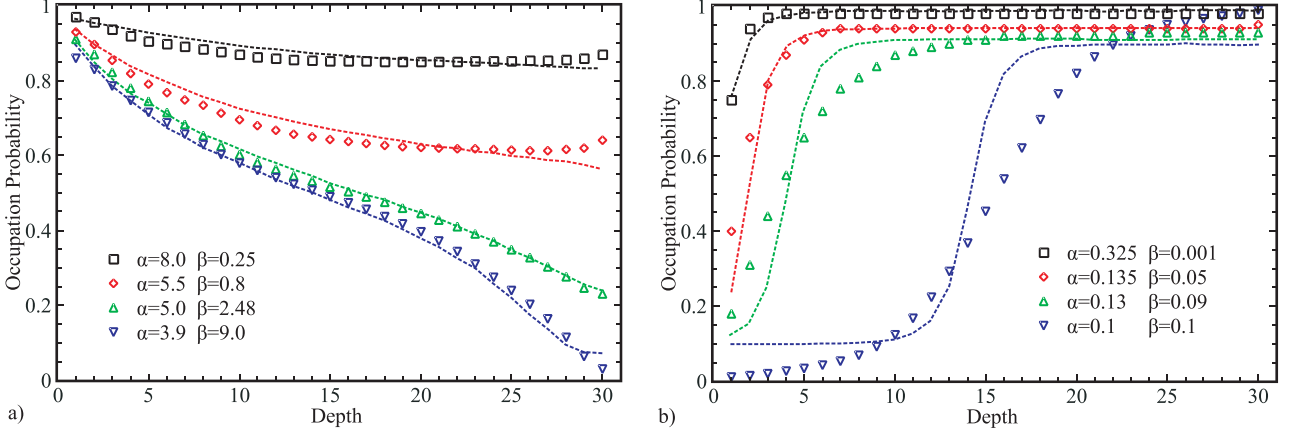 a)
Occupation Probability
1
0.8
0.6
0.4
0.2
0
α=8.0 β=0.25
α=5.5 β=0.8
α=5.0 β=2.48
α=3.9 β=9.0
5 10 15 20 25 30
Depth
b)
Occupation Probability
1
0.8
0.6
0.4
0.2
0
α=0.325 β=0.001
α=0.135 β=0.05
α=0.13 β=0.09
α=0.1 β=0.1
0 5 10 15 20 25 30
Depth